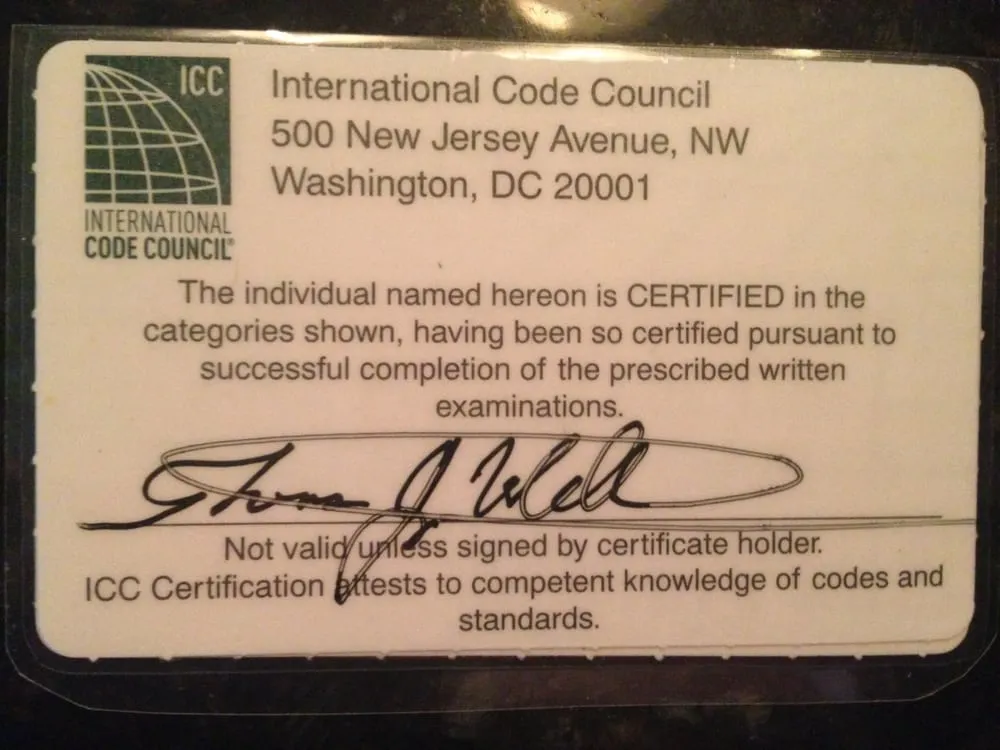 ICC
INTERNATIONAL
CODE COUNCIL®
International Code Council
500 New Jersey Avenue, NW
Washington, DC 20001
The individual named hereon is CERTIFIED in the
categories shown, having been so certified pursuant to
successful completion of the prescribed written
examinations.
J
Not valid unless signed by certificate holder.
ICC Certification attests to competent knowledge of codes and
standards.